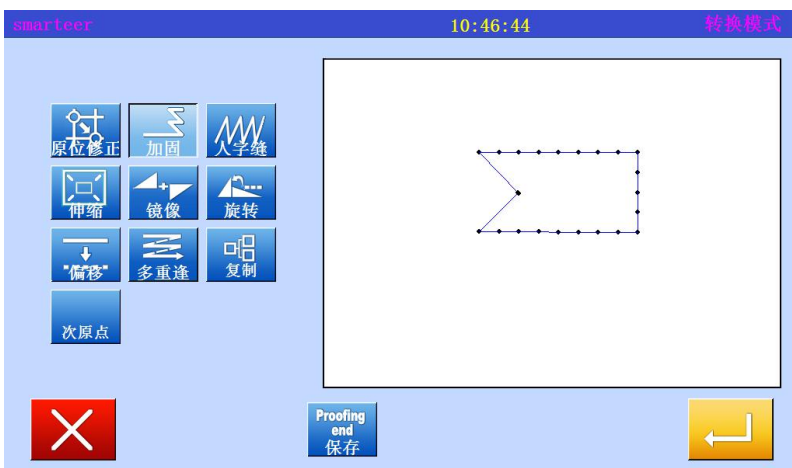 smarteer 10:46:44 转换模式
原位修正 加固 人字缝
伸缩 镜像 旋转
偏移 多重逢 复制
次原点
Proofing
end
保存